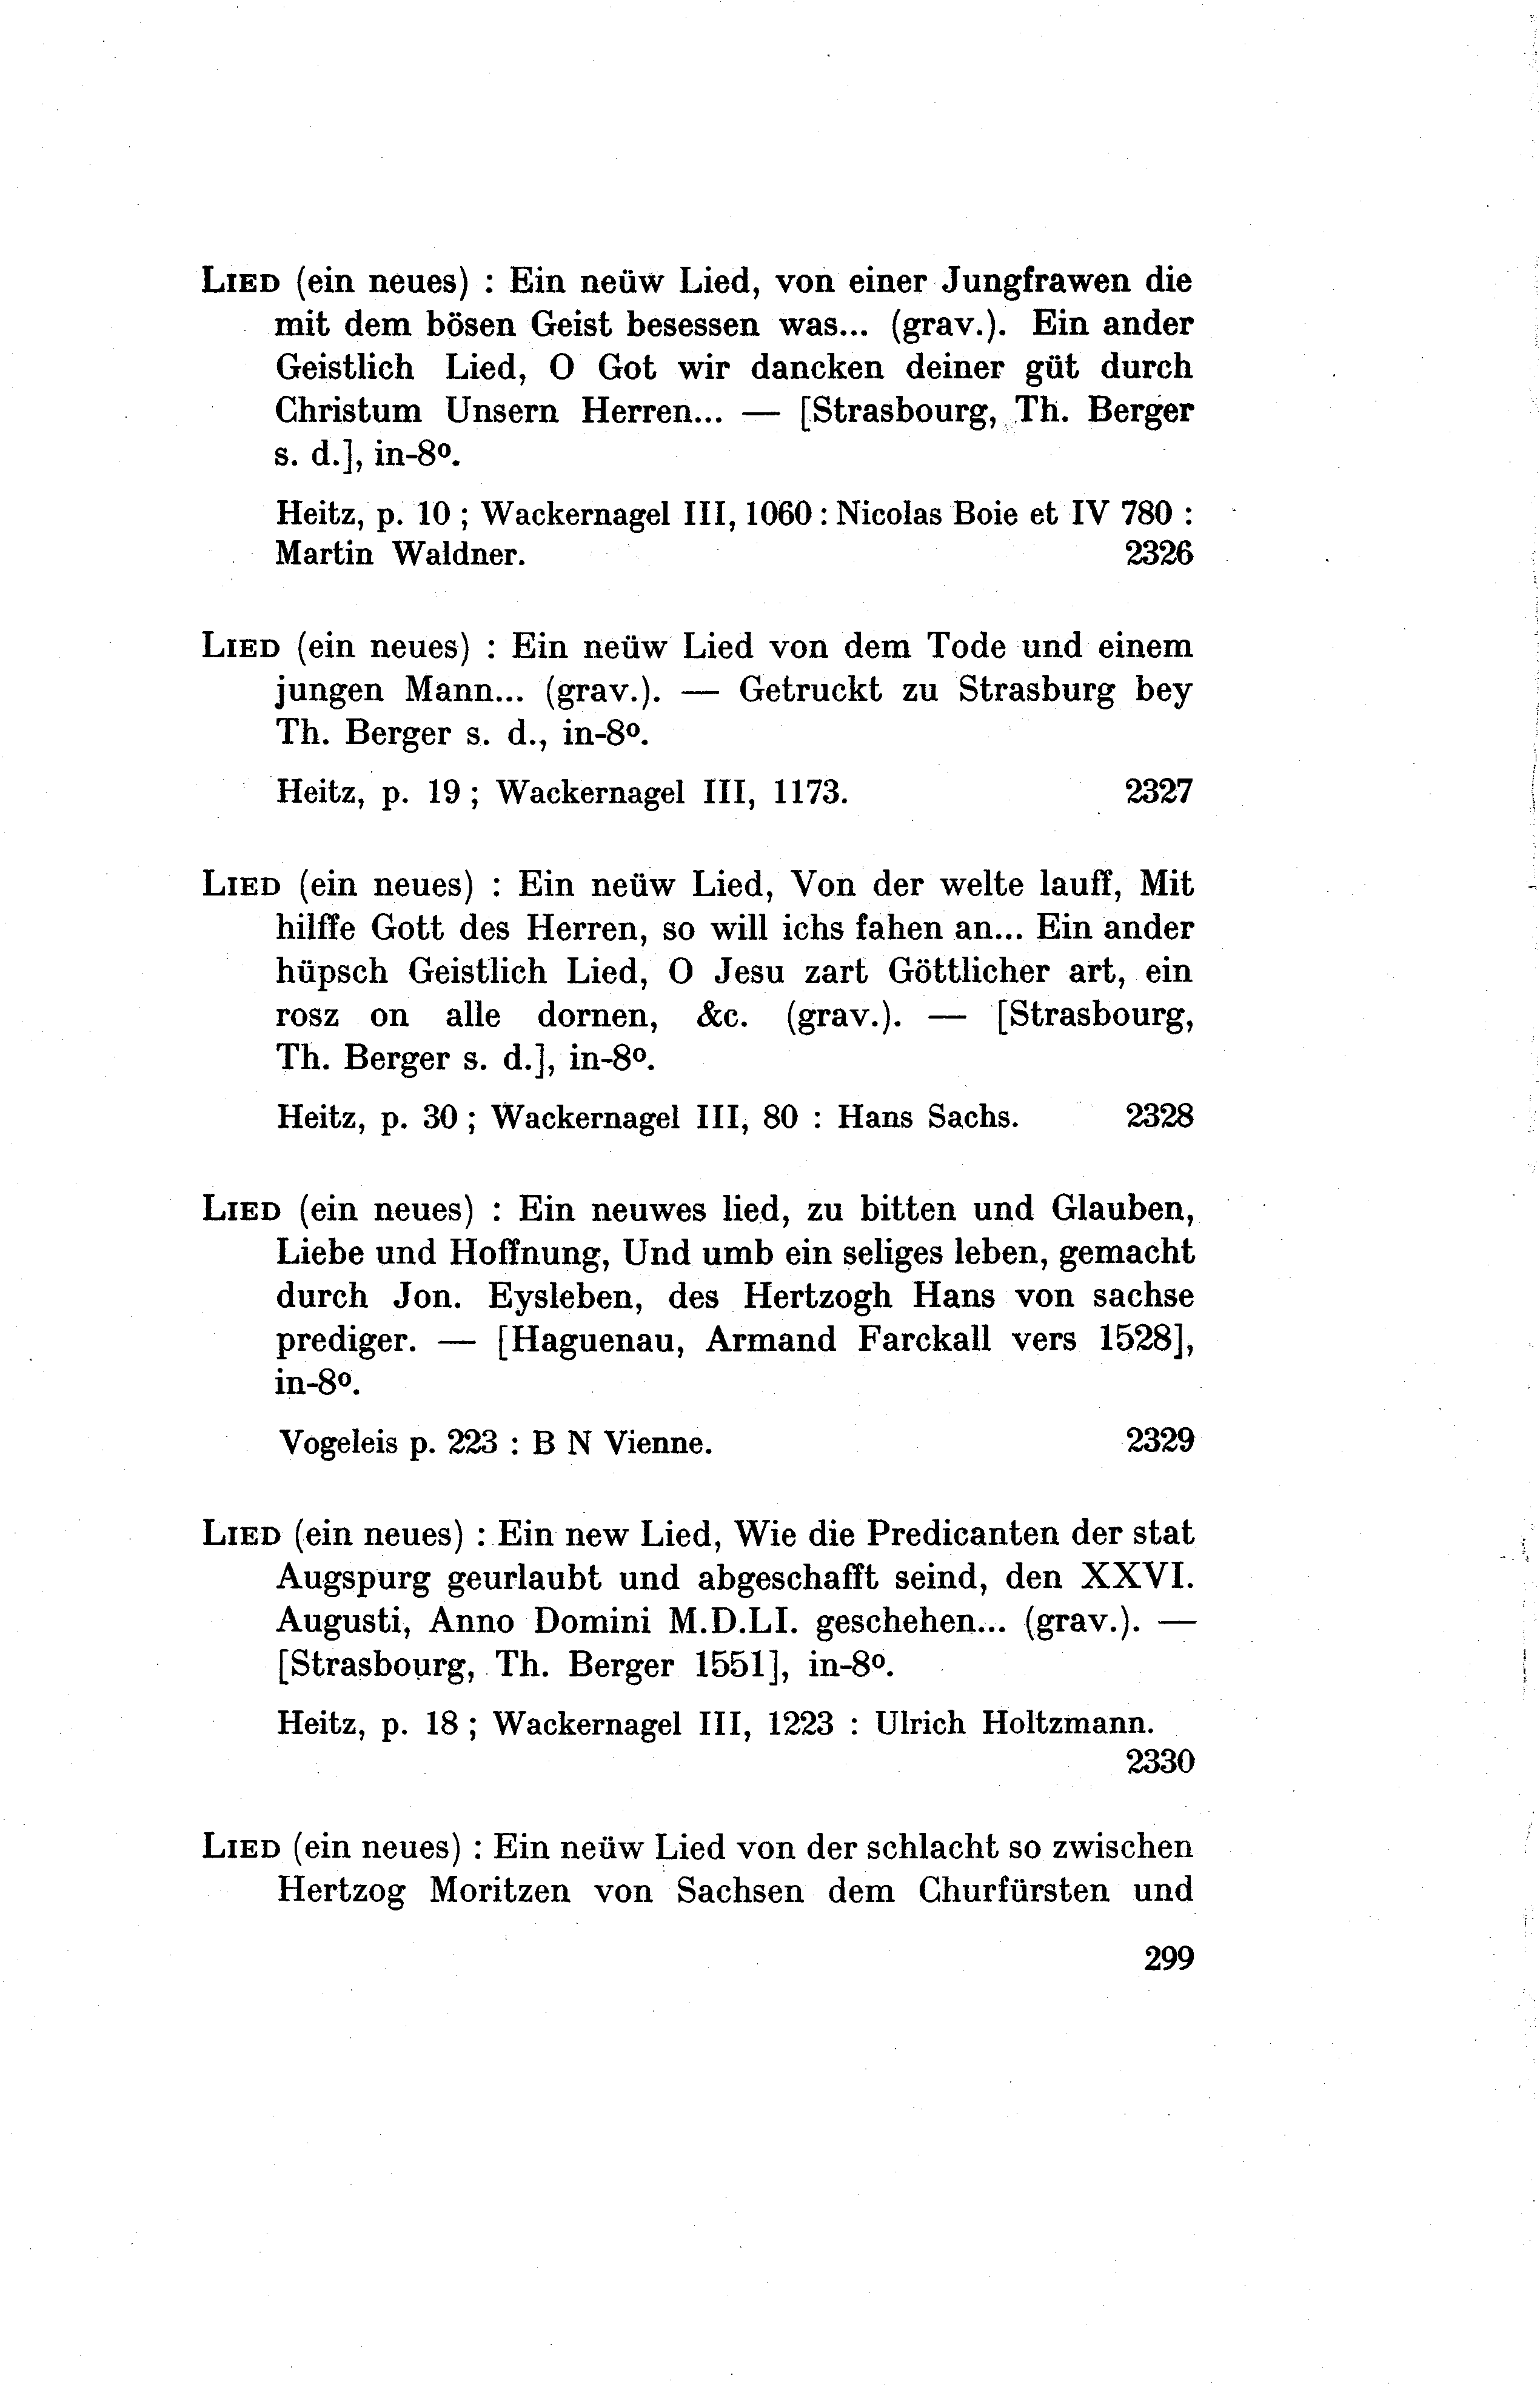 LIED (ein neues) : Ein neüw Lied, von einer Jungfrawen die
mit dem bösen Geist besessen was... (grav.). Ein ander
Geistlich Lied, O Got wir dancken deiner güt durch
Christum Unsern Herren... — [Strasbourg, Th. Berger
s. d.], in-8º.
Heitz, p. 10 ; Wackernagel III, 1060 : Nicolas Boie et IV 780 :
Martin Waldner. 2326
LIED (ein neues) : Ein neüw Lied von dem Tode und einem
jungen Mann... (grav.). — Getruckt zu Strasburg bey
Th. Berger s. d., in-8º.
Heitz, p. 19 ; Wackernagel III, 1173. 2327
LIED (ein neues) : Ein neüw Lied, Von der welte lauff, Mit
hilffe Gott des Herren, so will ichs fahen an... Ein ander
hüpsch Geistlich Lied, O Jesu zart Göttlicher art, ein
rosz on alle dornen, &c. (grav.). — [Strasbourg,
Th. Berger s. d.], in-8º.
Heitz, p. 30 ; Wackernagel III, 80 : Hans Sachs. 2328
LIED (ein neues) : Ein neuwes lied, zu bitten und Glauben,
Liebe und Hoffnung, Und umb ein seliges leben, gemacht
durch Jon. Eysleben, des Hertzogh Hans von sachse
prediger. — [Haguenau, Armand Farckall vers 1528],
in-8º.
Vogeleis p. 223 : B N Vienne. 2329
LIED (ein neues) : Ein new Lied, Wie die Predicanten der stat
Augspurg geurlaubt und abgeschafft seind, den XXVI.
Augusti, Anno Domini M.D.LI. geschehen... (grav.). —
[Strasbourg, Th. Berger 1551], in-8º.
Heitz, p. 18 ; Wackernagel III, 1223 : Ulrich Holtzmann.
2330
LIED (ein neues) : Ein neüw Lied von der schlacht so zwischen
Hertzog Moritzen von Sachsen dem Churfürsten und
299